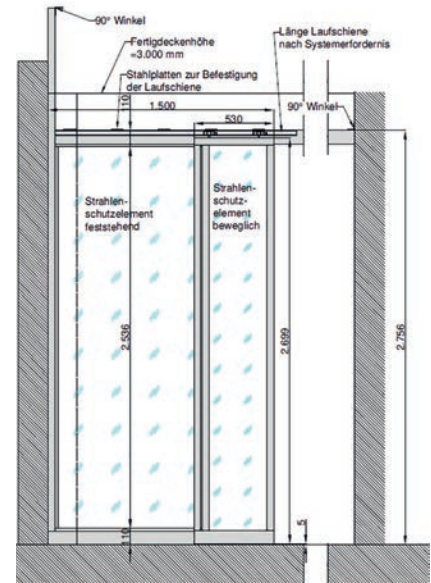 90° Winkel
Fertigdeckenhöhe
=3.000 mm
Länge Laufschiene
nach Systemerfordernis
Stahlplatten zur Befestigung
der Laufschiene
110
1.500
90° Winkel
530
Strahlen-
schutzelement
feststehend
Strahlen-
schutz-
element
beweglich
2.536
2.699
2.756
110
5